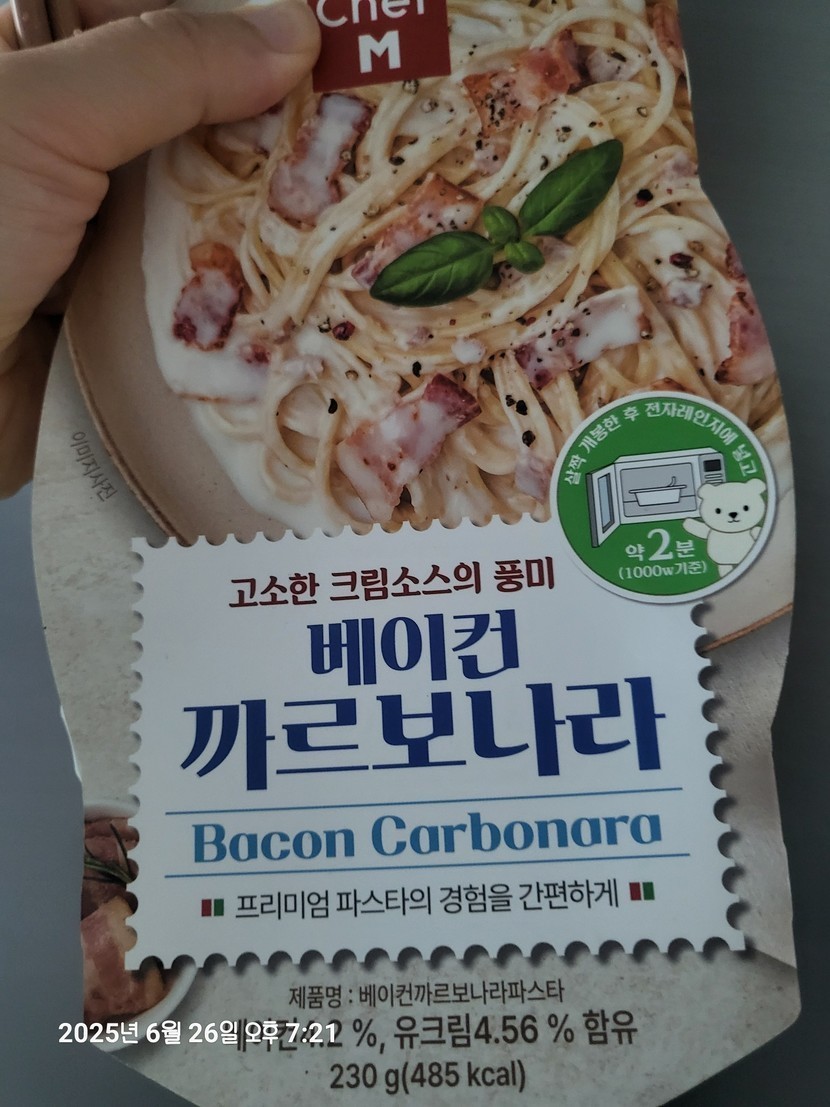 Chef
M
이미지사진
살짝 개봉한 후 전자레인지에 넣고
약2분
(1000w기준)
고소한 크림소스의 풍미
베이컨
까르보나라
Bacon Carbonara
프리미엄 파스타의 경험을 간편하게
제품명 : 베이컨까르보나라파스타
2025년 6월 26일 오후 7:21
%, 유크림4.56 % 함유
230 g(485 kcal)